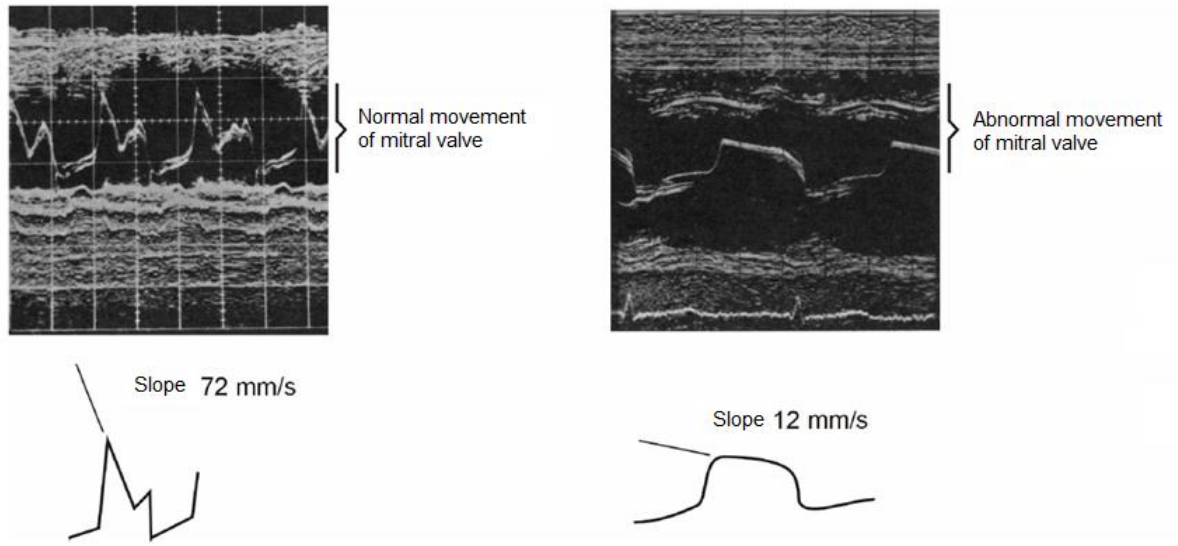 Normal movement
of mitral valve
Abnormal movement
of mitral valve
Slope 72 mm/s
Slope 12 mm/s